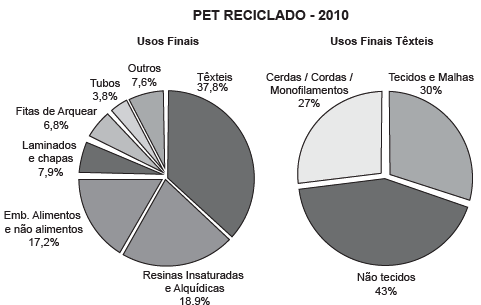 PET RECICLADO - 2010
Usos Finais
Têxteis
37,8%
Outros
7,6%
Tubos
3,8%
Fitas de Arquear
6,8%
Laminados
e chapas
7,9%
Emb. Alimentos
e não alimentos
17,2%
Resinas Insaturadas
e Alquídicas
18.9%
Usos Finais Têxteis
Cerdas / Cordas /
Monofilamentos
27%
Tecidos e Malhas
30%
Não tecidos
43%